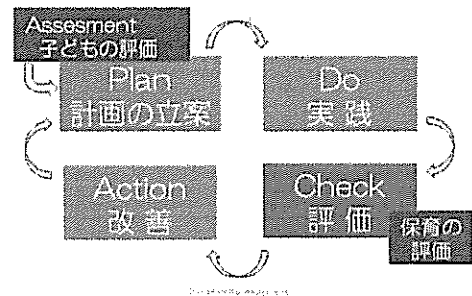 Assesment
子どもの評価
Plan
計画の立案
Do
実践
Action
改善
Check
評価
保育の
評価